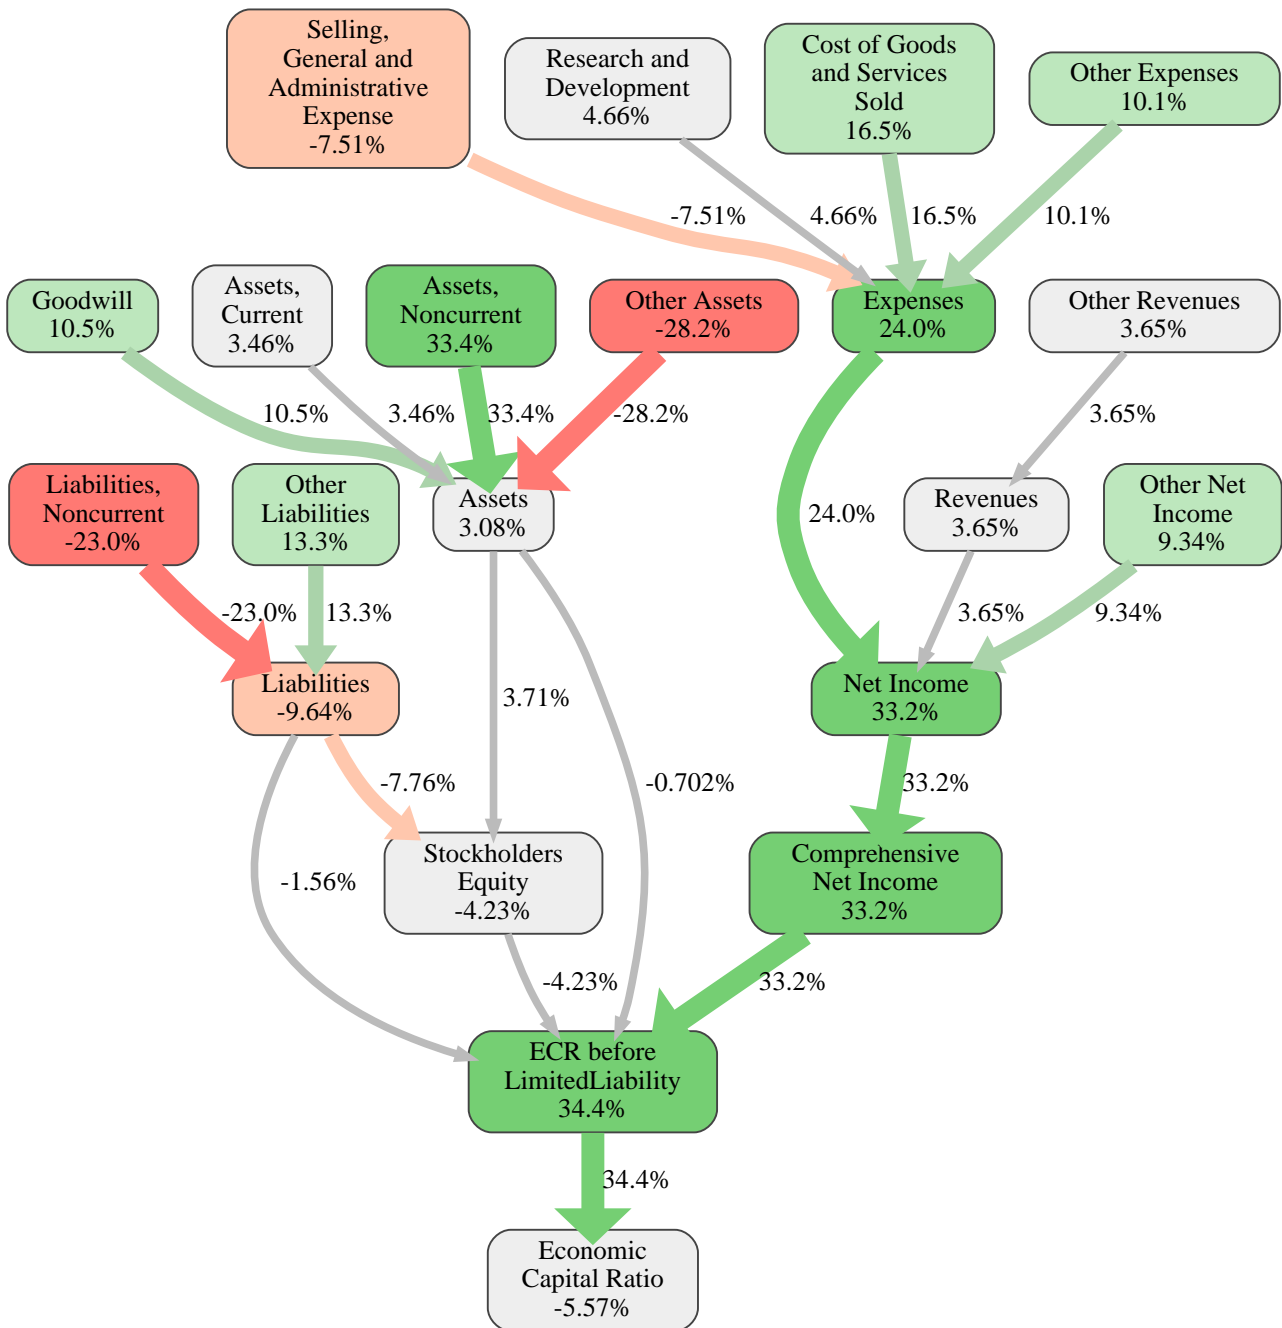 Selling,
General and
Administrative
Expense
-7.51%
Research and
Development
4.66%
Cost of Goods
and Services
Sold
16.5%
Other Expenses
10.1%
-7.51%
4.66%
16.5%
10.1%
Goodwill
10.5%
Assets,
Current
3.46%
Assets,
Noncurrent
33.4%
Other Assets
-28.2%
Expenses
24.0%
Other Revenues
3.65%
10.5%
3.46%
33.4%
-28.2%
3.65%
Liabilities,
Noncurrent
-23.0%
Other
Liabilities
13.3%
Assets
3.08%
24.0%
Revenues
3.65%
Other Net
Income
9.34%
-23.0%
13.3%
3.65%
9.34%
Liabilities
-9.64%
3.71%
Net Income
33.2%
-7.76%
-0.702%
33.2%
-1.56%
Stockholders
Equity
-4.23%
Comprehensive
Net Income
33.2%
-4.23%
33.2%
ECR before
LimitedLiability
34.4%
34.4%
Economic
Capital Ratio
-5.57%